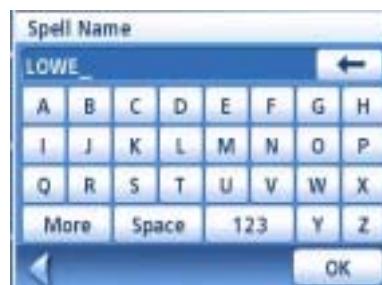 Spell Name
LOWE_
A B C D E F G H
I J K L M N O P
Q R S T U V W X
More Space 123 Y Z
OK